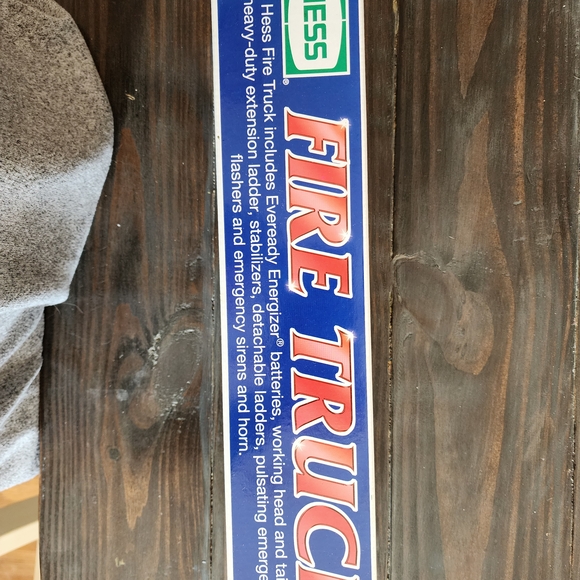 HESS
®
FIRE TRUC
Hess Fire Truck includes Eveready Energizer® batteries, working head and tai
heavy-duty extension ladder, stabilizers, detachable ladders, pulsating emerge
flashers and emergency sirens and horn.